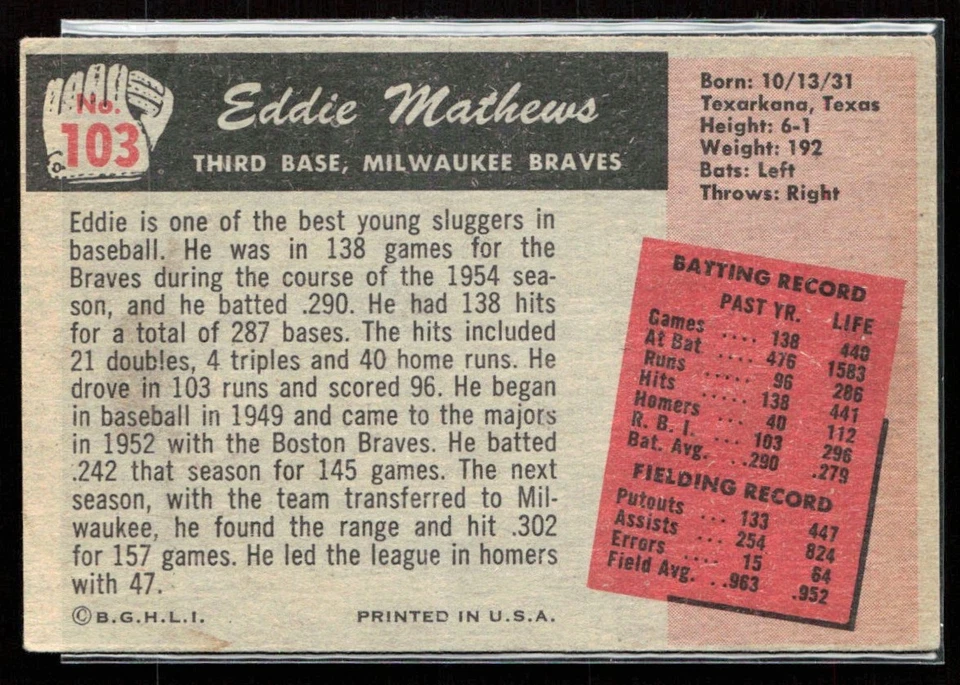 No.
103
Eddie Mathews
THIRD BASE, MILWAUKEE BRAVES
Born: 10/13/31
Texarkana, Texas
Height: 6-1
Weight: 192
Bats: Left
Throws: Right
Eddie is one of the best young sluggers in
baseball. He was in 138 games for the
Braves during the course of the 1954 sea-
son, and he batted .290. He had 138 hits
for a total of 287 bases. The hits included
21 doubles, 4 triples and 40 home runs. He
drove in 103 runs and scored 96. He began
in baseball in 1949 and came to the majors
in 1952 with the Boston Braves. He batted
.242 that season for 145 games. The next
season, with the team transferred to Mil-
waukee, he found the range and hit .302
for 157 games. He led the league in homers
with 47.
©B.G.H.L.I. PRINTED IN U.S.A.
BATTING RECORD
PAST YR. LIFE
Games .... 138 440
At Bat .... 476 1583
Runs ..... 96 286
Hits ..... 138 441
Homers .... 40 112
R. B. I. ... 103 296
Bat. Avg. ..290 .279
FIELDING RECORD
Putouts ... 133 447
Assists ... 254 824
Errors .... 15 64
Field Avg. ..963 .952